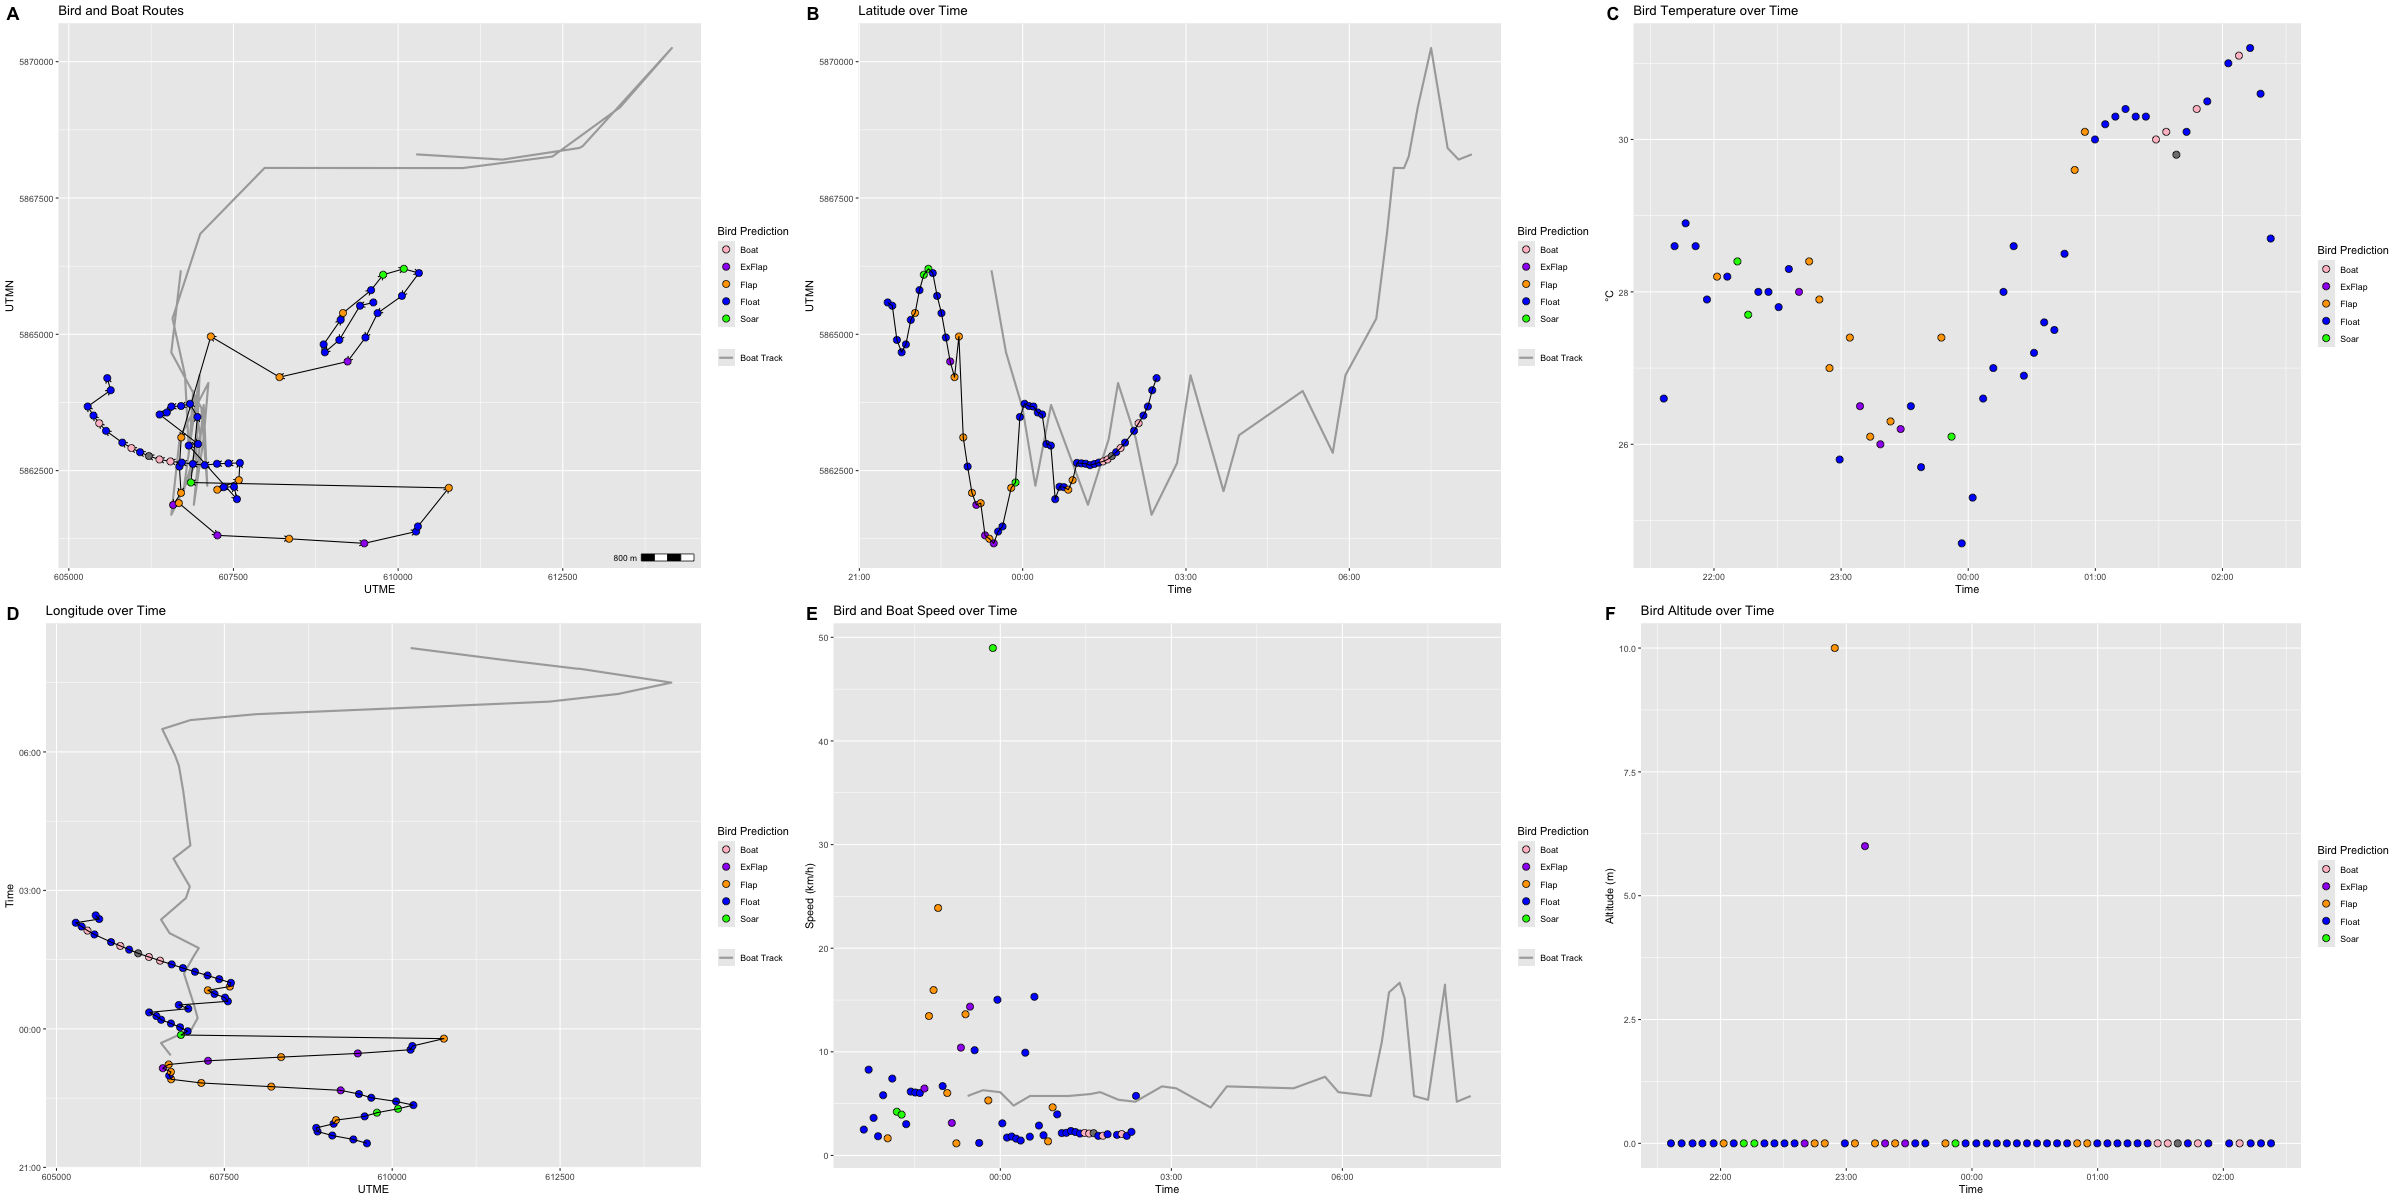 A Bird and Boat Routes
UTMN
5870000
5867500
5865000
5862500
605000 607500 610000 612500
UTME
800 m
Bird Prediction
Boat
ExFlap
Flap
Float
Soar
Boat Track
B Latitude over Time
UTMN
5870000
5867500
5865000
5862500
21:00 00:00 03:00 06:00
Time
Bird Prediction
Boat
ExFlap
Flap
Float
Soar
Boat Track
C Bird Temperature over Time
°C
30
28
26
22:00 23:00 00:00 01:00 02:00
Time
Bird Prediction
Boat
ExFlap
Flap
Float
Soar
D Longitude over Time
Time
06:00
03:00
00:00
21:00
605000 607500 610000 612500
UTME
Bird Prediction
Boat
ExFlap
Flap
Float
Soar
Boat Track
E Bird and Boat Speed over Time
Speed (km/h)
50
40
30
20
10
0
00:00 03:00 06:00
Time
Bird Prediction
Boat
ExFlap
Flap
Float
Soar
Boat Track
F Bird Altitude over Time
Altitude (m)
10.0
7.5
5.0
2.5
0.0
22:00 23:00 00:00 01:00 02:00
Time
Bird Prediction
Boat
ExFlap
Flap
Float
Soar